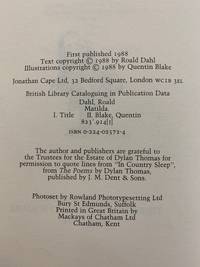 First published 1988
Text copyright © 1988 by Roald Dahl
Illustrations copyright © 1988 by Quentin Blake
Jonathan Cape Ltd, 32 Bedford Square, London WC1B 3EL
British Library Cataloguing in Publication Data
Dahl, Roald
Matilda.
I. Title II. Blake, Quentin
823'.914[J]
ISBN 0-224-02572-4
The author and publishers are grateful to
the Trustees for the Estate of Dylan Thomas for
permission to quote lines from "In Country Sleep",
from The Poems by Dylan Thomas,
published by J. M. Dent & Sons.
Photoset by Rowland Phototypesetting Ltd
Bury St Edmunds, Suffolk
Printed in Great Britain by
Mackays of Chatham Ltd
Chatham, Kent